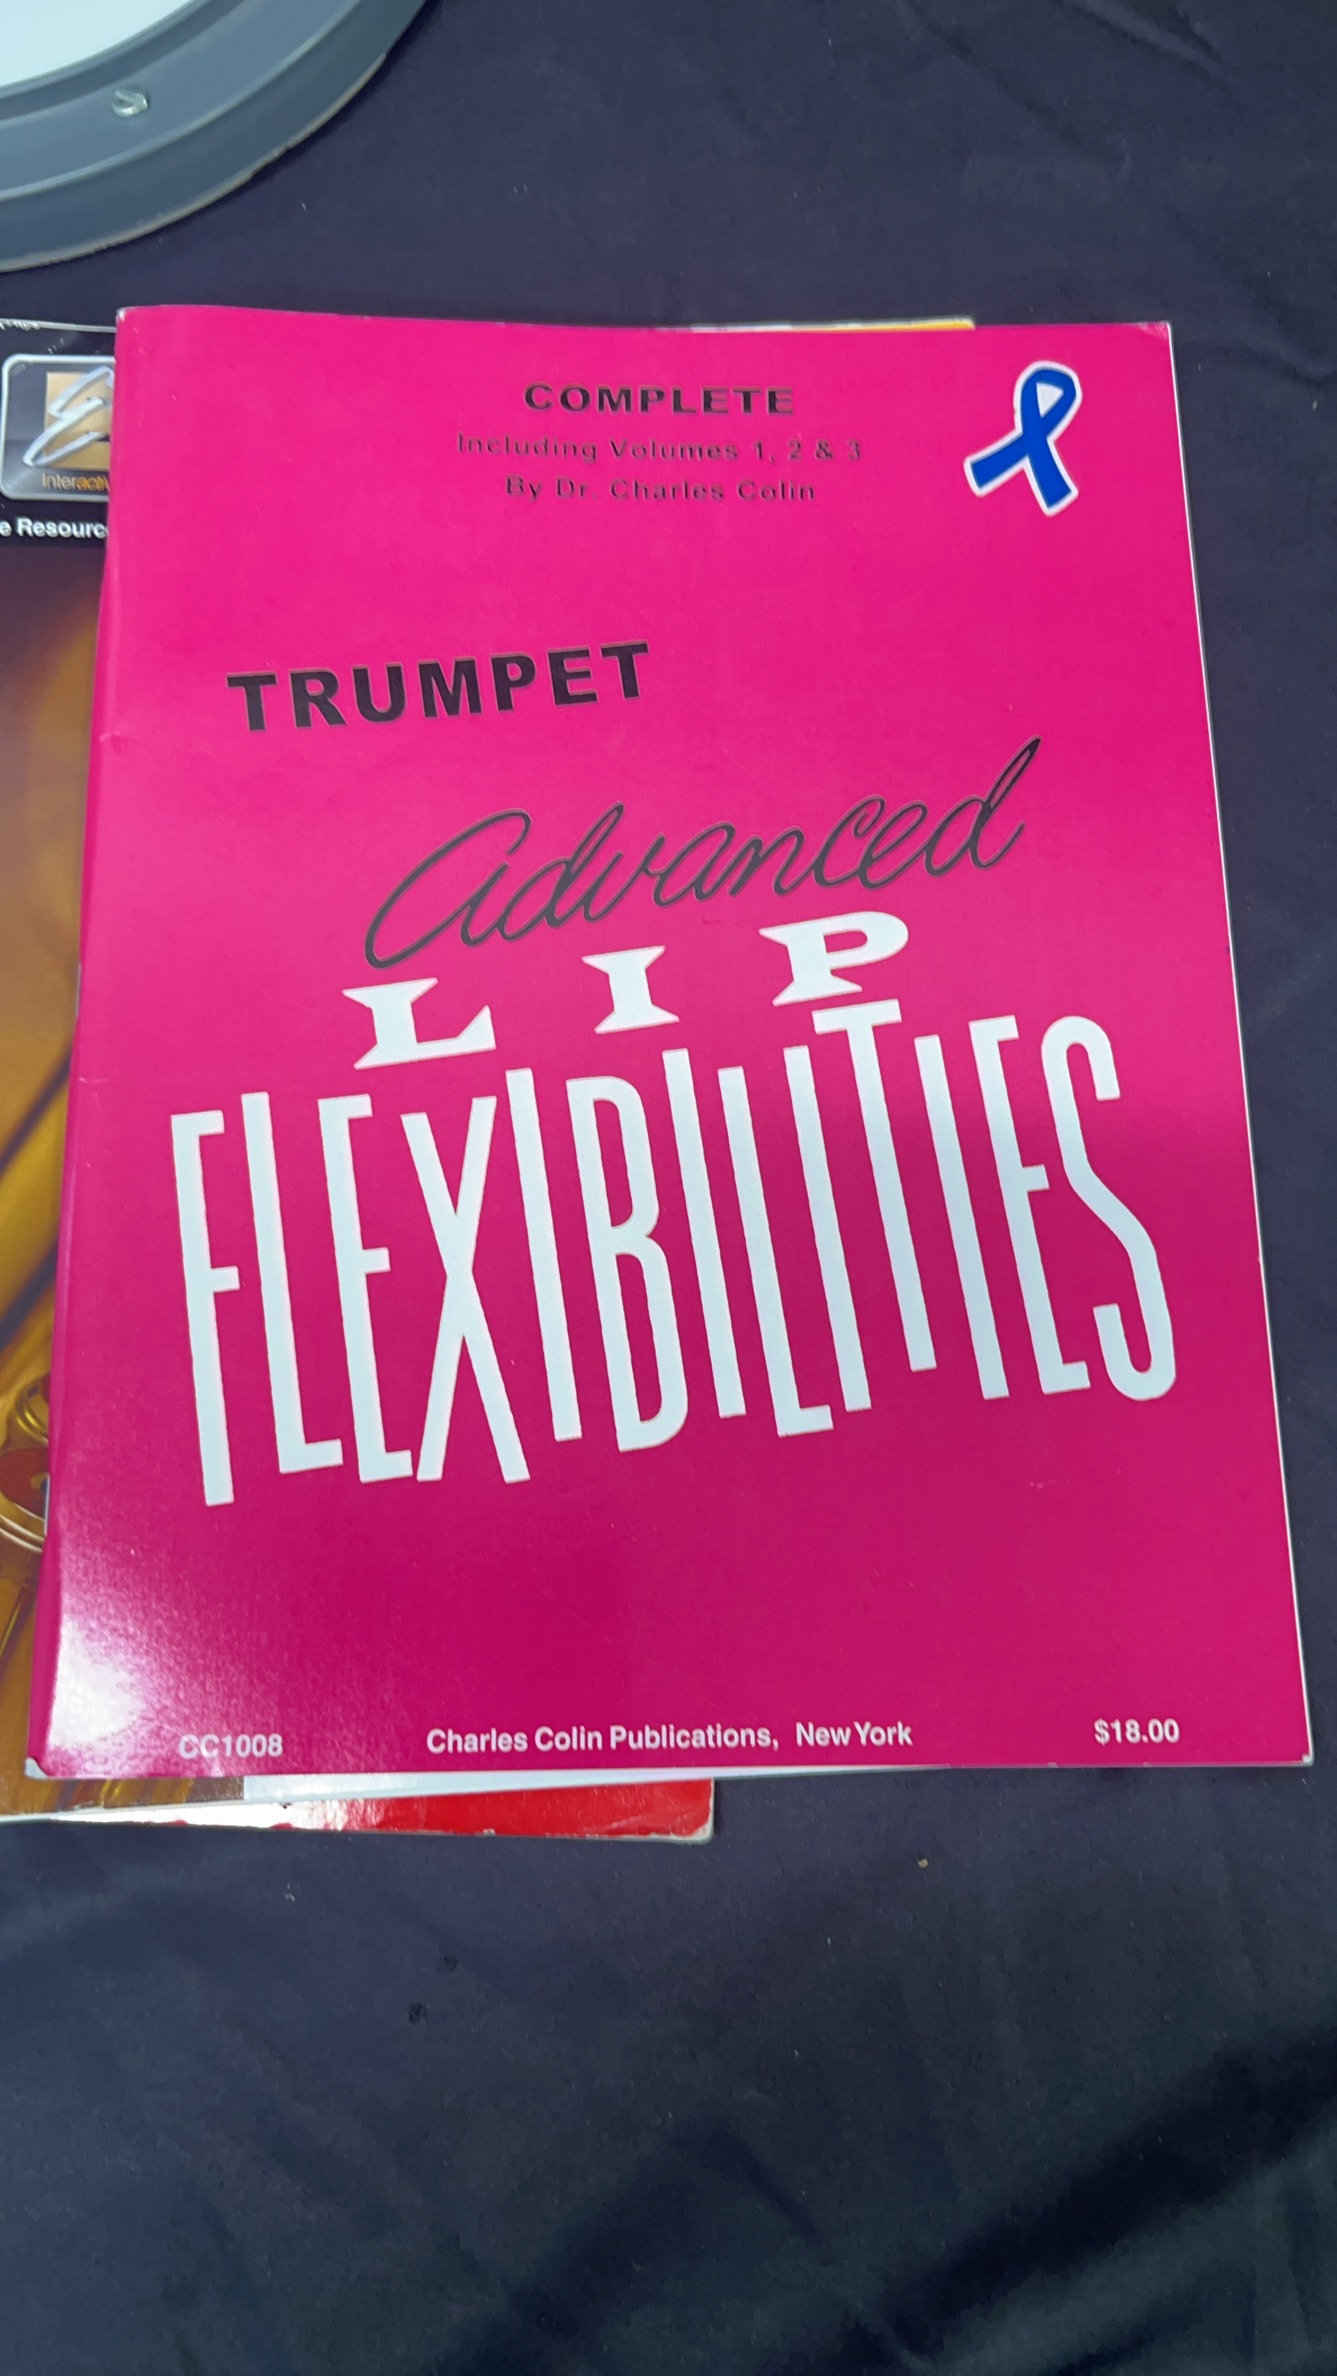 COMPLETE
Including Volumes 1, 2 & 3
By Dr. Charles Colin
TRUMPET
Advanced
LIP
FLEXIBILITIES
CC1008
Charles Colin Publications, New York
$18.00
Interactiv
e Resourc